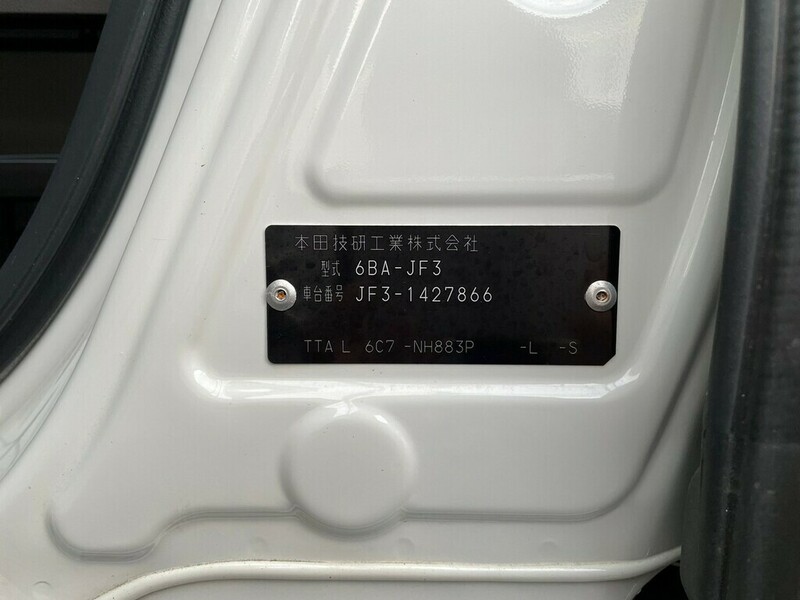 本田技研工業株式会社
型式 6BA-JF3
車台番号 JF3-1427866
TTA L 6C7 -NH883P -L -S